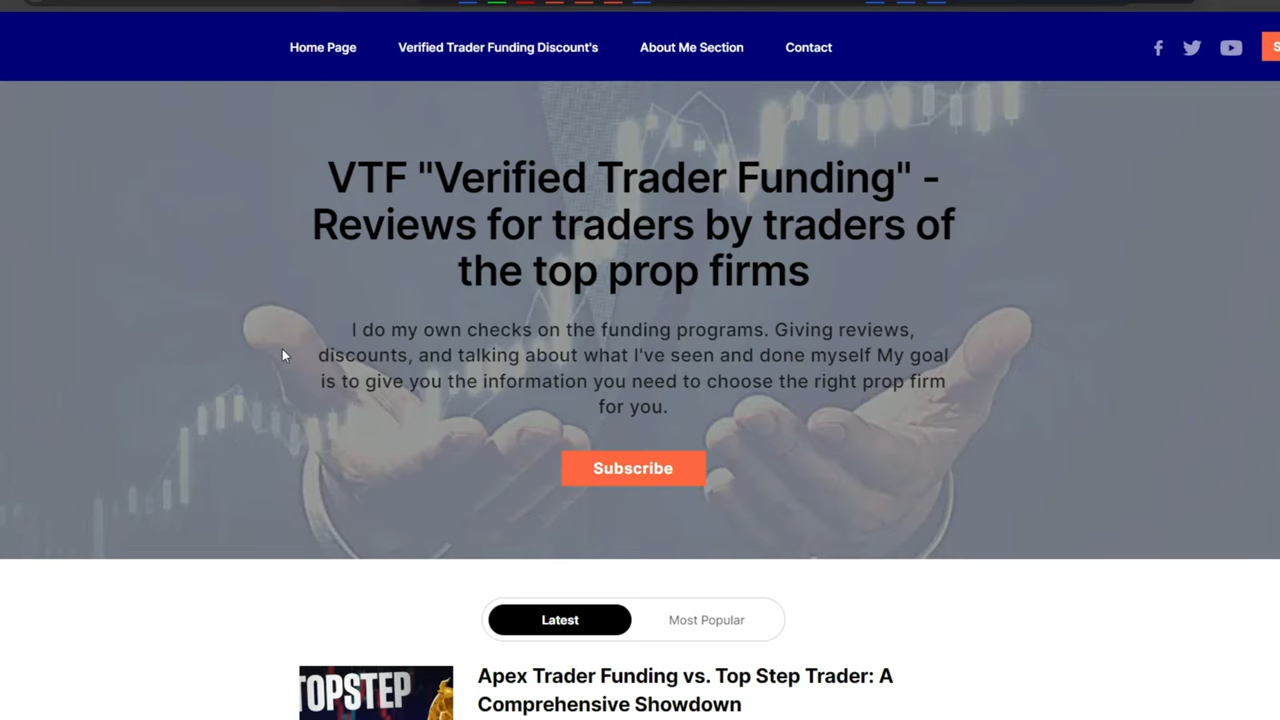 Home Page
Verified Trader Funding Discount's
About Me Section
Contact
S
VTF "Verified Trader Funding" -
Reviews for traders by traders of
the top prop firms
I do my own checks on the funding programs. Giving reviews,
discounts, and talking about what I've seen and done myself My goal
is to give you the information you need to choose the right prop firm
for you.
Subscribe
Latest
Most Popular
TOPSTEP
Apex Trader Funding vs. Top Step Trader: A
Comprehensive Showdown